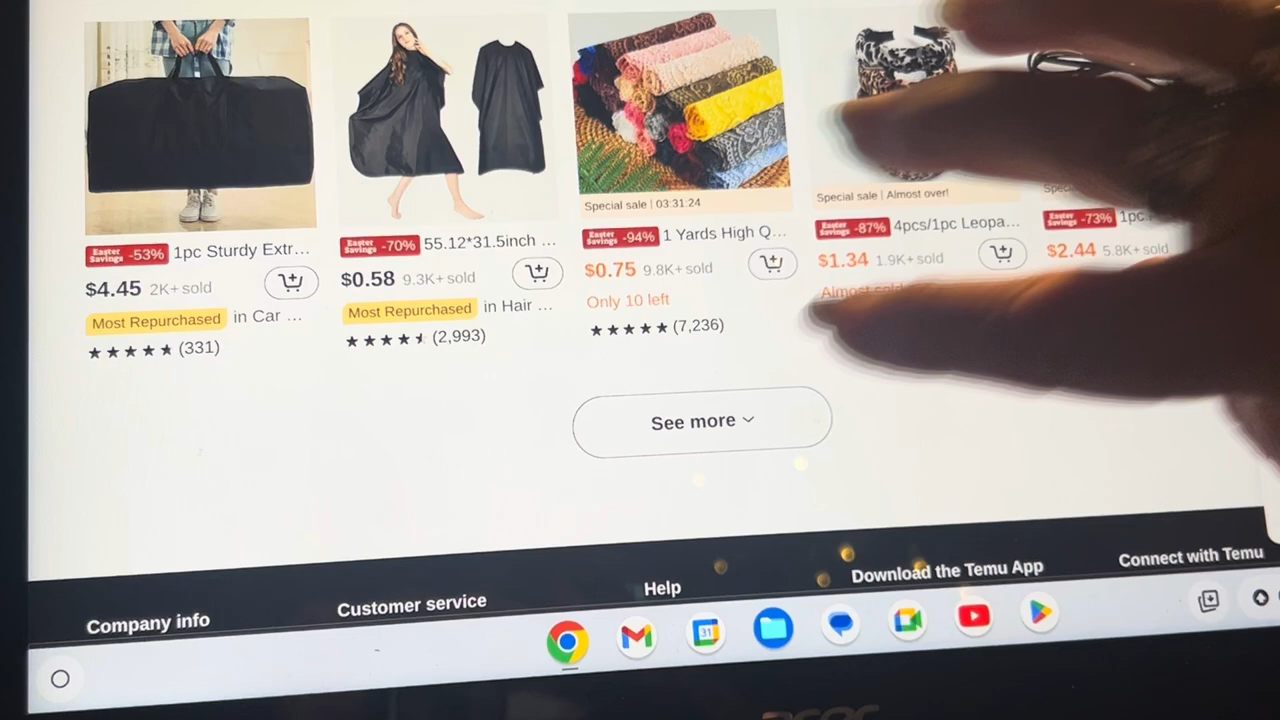 Special sale | 03:31:24
Special sale | Almost over!
Easter Savings -53% 1pc Sturdy Extr...
$4.45 2K+ sold
Most Repurchased in Car ...
(331)
Easter Savings -70% 55.12*31.5inch ...
$0.58 9.3K+ sold
Most Repurchased in Hair ...
(2,993)
Easter Savings -94% 1 Yards High Q...
$0.75 9.8K+ sold
Only 10 left
(7,236)
Easter Savings -87% 4pcs/1pc Leopa...
$1.34 1.9K+ sold
Almost sold
Easter Savings -73% 1pc
$2.44 5.8K+ sold
See more
Company info
Customer service
Help
Download the Temu App
Connect with Temu
31